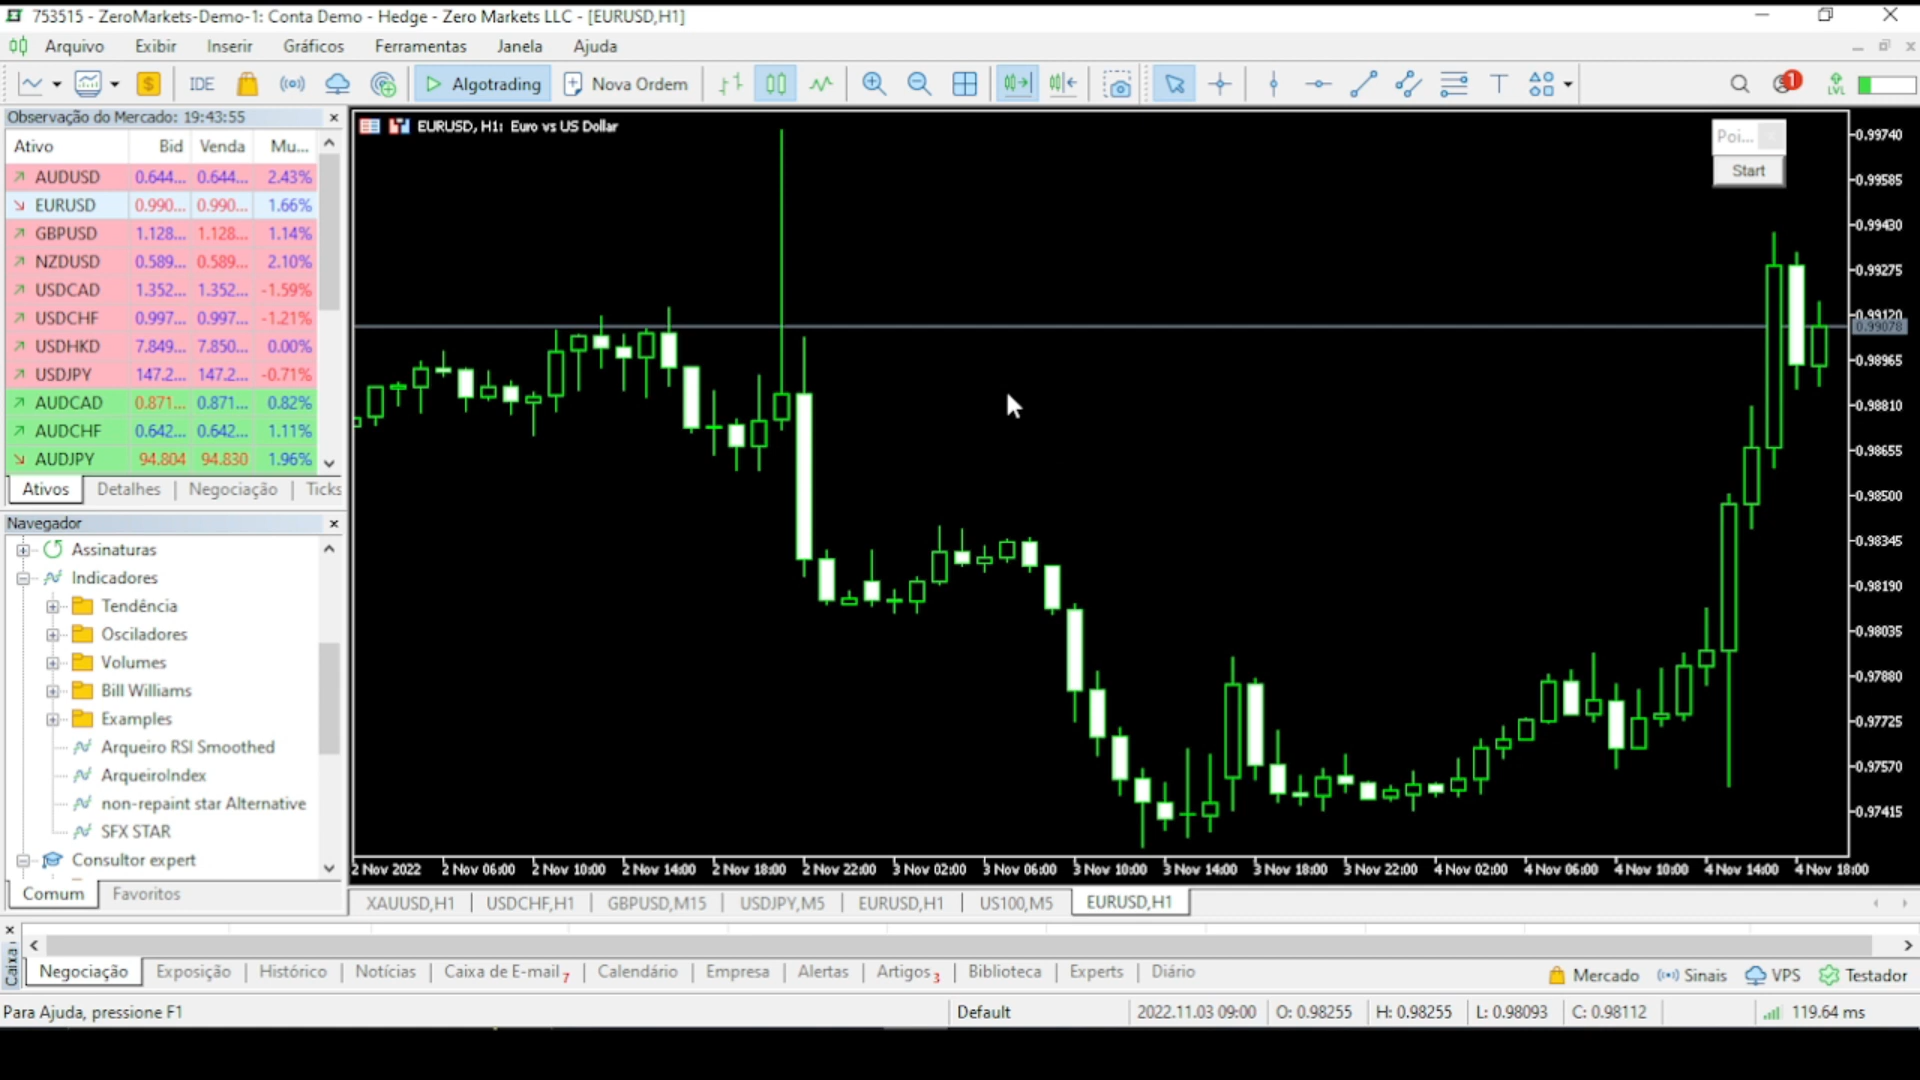 753515 - ZeroMarkets-Demo-1: Conta Demo - Hedge - Zero Markets LLC - [EURUSD,H1]
Arquivo Exibir Inserir Gráficos Ferramentas Janela Ajuda
IDE Algotrading Nova Ordem T 1 LVL
Observação do Mercado: 19:43:55
Ativo Bid Venda Mu...
AUDUSD 0.644... 0.644... 2.43%
EURUSD 0.990... 0.990... 1.66%
GBPUSD 1.128... 1.128... 1.14%
NZDUSD 0.589... 0.589... 2.10%
USDCAD 1.352... 1.352... -1.59%
USDCHF 0.997... 0.997... -1.21%
USDHKD 7.849... 7.850... 0.00%
USDJPY 147.2... 147.2... -0.71%
AUDCAD 0.871... 0.871... 0.82%
AUDCHF 0.642... 0.642... 1.11%
AUDJPY 94.804 94.830 1.96%
Ativos Detalhes Negociação Ticks
Navegador
Assinaturas
Indicadores
Tendência
Osciladores
Volumes
Bill Williams
Examples
Arqueiro RSI Smoothed
ArqueiroIndex
non-repaint star Alternative
SFX STAR
Consultor expert
Comum Favoritos
EURUSD, H1: Euro vs US Dollar
Poi...
Start
0.99740
0.99585
0.99430
0.99275
0.99120
0.99078
0.98965
0.98810
0.98655
0.98500
0.98345
0.98190
0.98035
0.97880
0.97725
0.97570
0.97415
2 Nov 2022 2 Nov 06:00 2 Nov 10:00 2 Nov 14:00 2 Nov 18:00 2 Nov 22:00 3 Nov 02:00 3 Nov 06:00 3 Nov 10:00 3 Nov 14:00 3 Nov 18:00 3 Nov 22:00 4 Nov 02:00 4 Nov 06:00 4 Nov 10:00 4 Nov 14:00 4 Nov 18:00
XAUUSD,H1 USDCHF,H1 GBPUSD,M15 USDJPY,M5 EURUSD,H1 US100,M5 EURUSD,H1
Caixa
Negociação Exposição Histórico Notícias Caixa de E-mail 7 Calendário Empresa Alertas Artigos 3 Biblioteca Experts Diário Mercado Sinais VPS Testador
Para Ajuda, pressione F1 Default 2022.11.03 09:00 O: 0.98255 H: 0.98255 L: 0.98093 C: 0.98112 119.64 ms